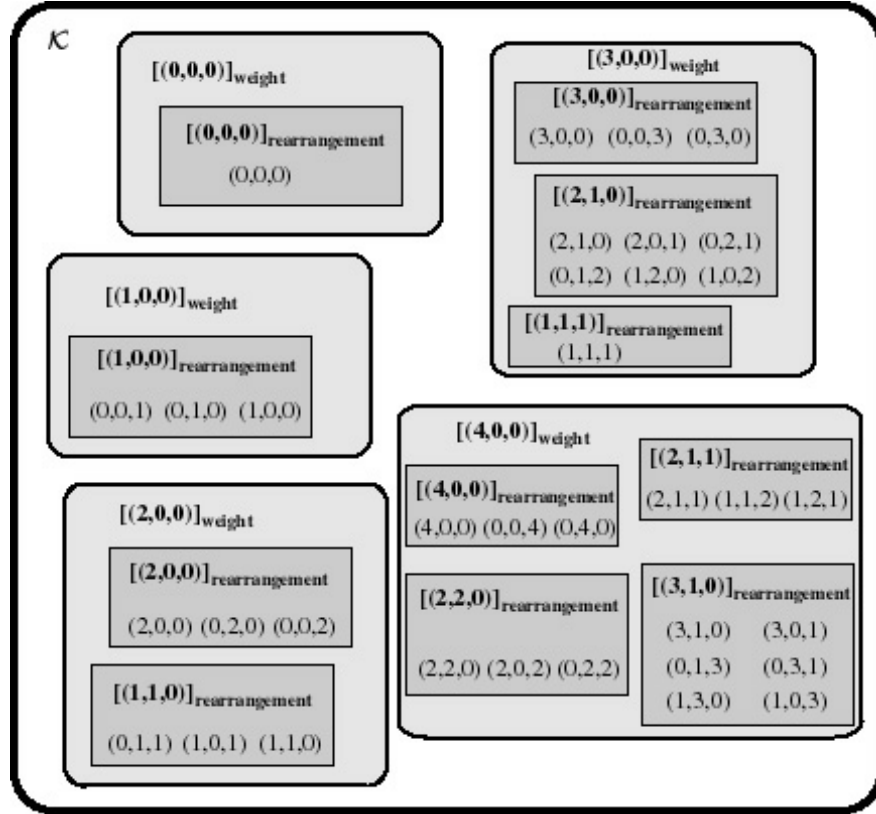 𝒦
[(0,0,0)]weight
[(0,0,0)]rearrangement
(0,0,0)
[(1,0,0)]weight
[(1,0,0)]rearrangement
(0,0,1) (0,1,0) (1,0,0)
[(2,0,0)]weight
[(2,0,0)]rearrangement
(2,0,0) (0,2,0) (0,0,2)
[(1,1,0)]rearrangement
(0,1,1) (1,0,1) (1,1,0)
[(3,0,0)]weight
[(3,0,0)]rearrangement
(3,0,0) (0,0,3) (0,3,0)
[(2,1,0)]rearrangement
(2,1,0) (2,0,1) (0,2,1)
(0,1,2) (1,2,0) (1,0,2)
[(1,1,1)]rearrangement
(1,1,1)
[(4,0,0)]weight
[(4,0,0)]rearrangement
(4,0,0) (0,0,4) (0,4,0)
[(2,1,1)]rearrangement
(2,1,1) (1,1,2) (1,2,1)
[(2,2,0)]rearrangement
(2,2,0) (2,0,2) (0,2,2)
[(3,1,0)]rearrangement
(3,1,0) (3,0,1)
(0,1,3) (0,3,1)
(1,3,0) (1,0,3)